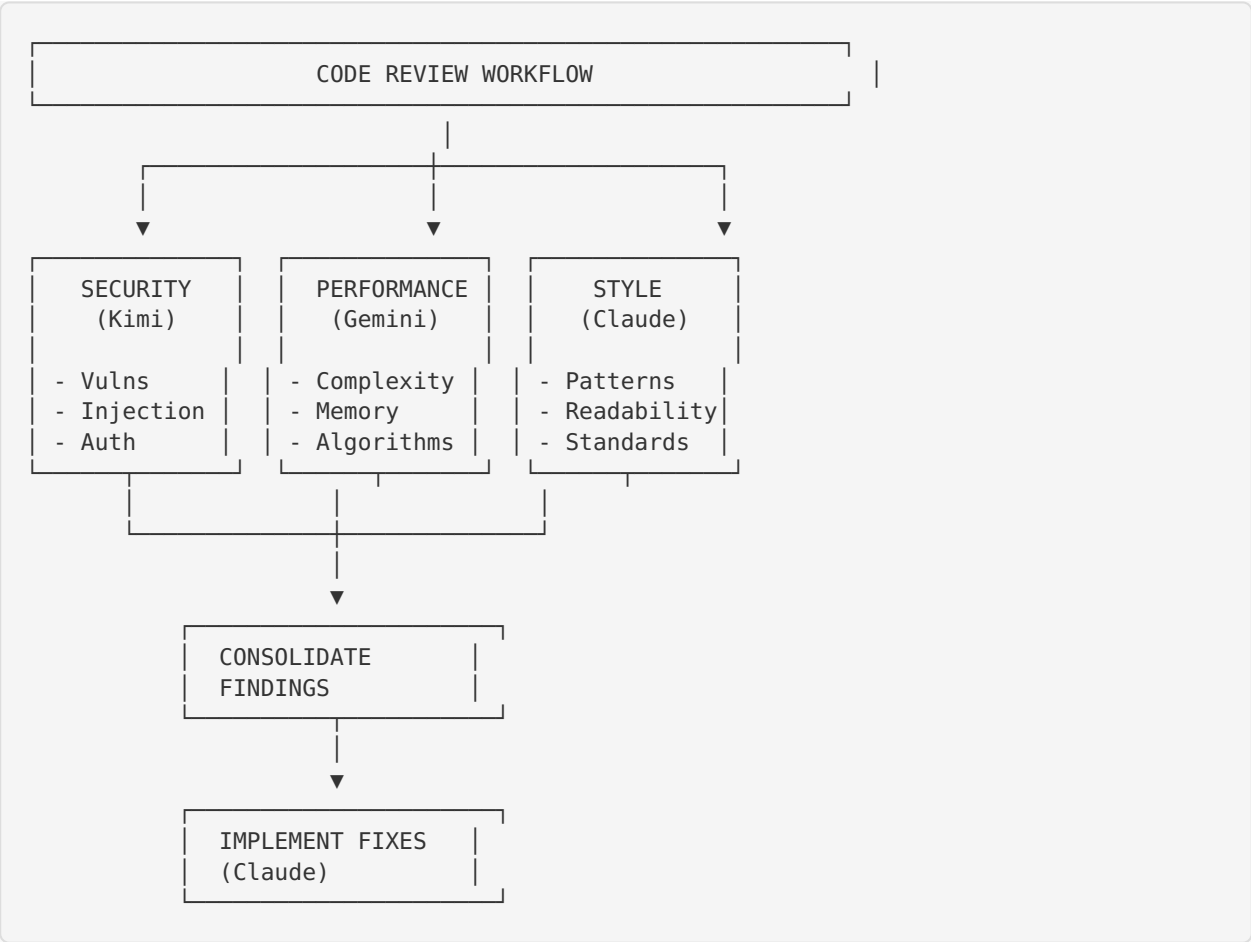 CODE REVIEW WORKFLOW
SECURITY PERFORMANCE STYLE
(Kimi) (Gemini) (Claude)
- Vulns - Complexity - Patterns
- Injection - Memory - Readability
- Auth - Algorithms - Standards
CONSOLIDATE
FINDINGS
IMPLEMENT FIXES
(Claude)